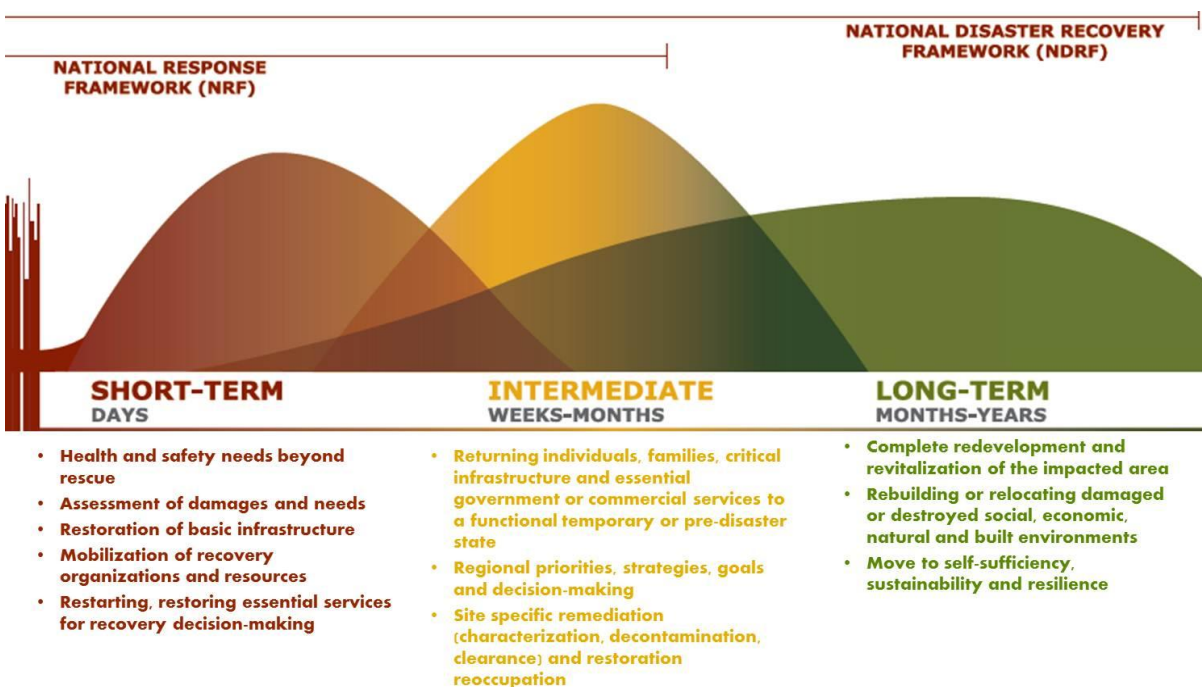 NATIONAL DISASTER RECOVERY
FRAMEWORK (NDRF)
NATIONAL RESPONSE
FRAMEWORK (NRF)
SHORT-TERM
DAYS
• Health and safety needs beyond
rescue
• Assessment of damages and needs
• Restoration of basic infrastructure
• Mobilization of recovery
organizations and resources
• Restarting, restoring essential services
for recovery decision-making
INTERMEDIATE
WEEKS-MONTHS
• Returning individuals, families, critical
infrastructure and essential
government or commercial services to
a functional temporary or pre-disaster
state
• Regional priorities, strategies, goals
and decision-making
• Site specific remediation
(characterization, decontamination,
clearance) and restoration
reoccupation
LONG-TERM
MONTHS-YEARS
• Complete redevelopment and
revitalization of the impacted area
• Rebuilding or relocating damaged
or destroyed social, economic,
natural and built environments
• Move to self-sufficiency,
sustainability and resilience